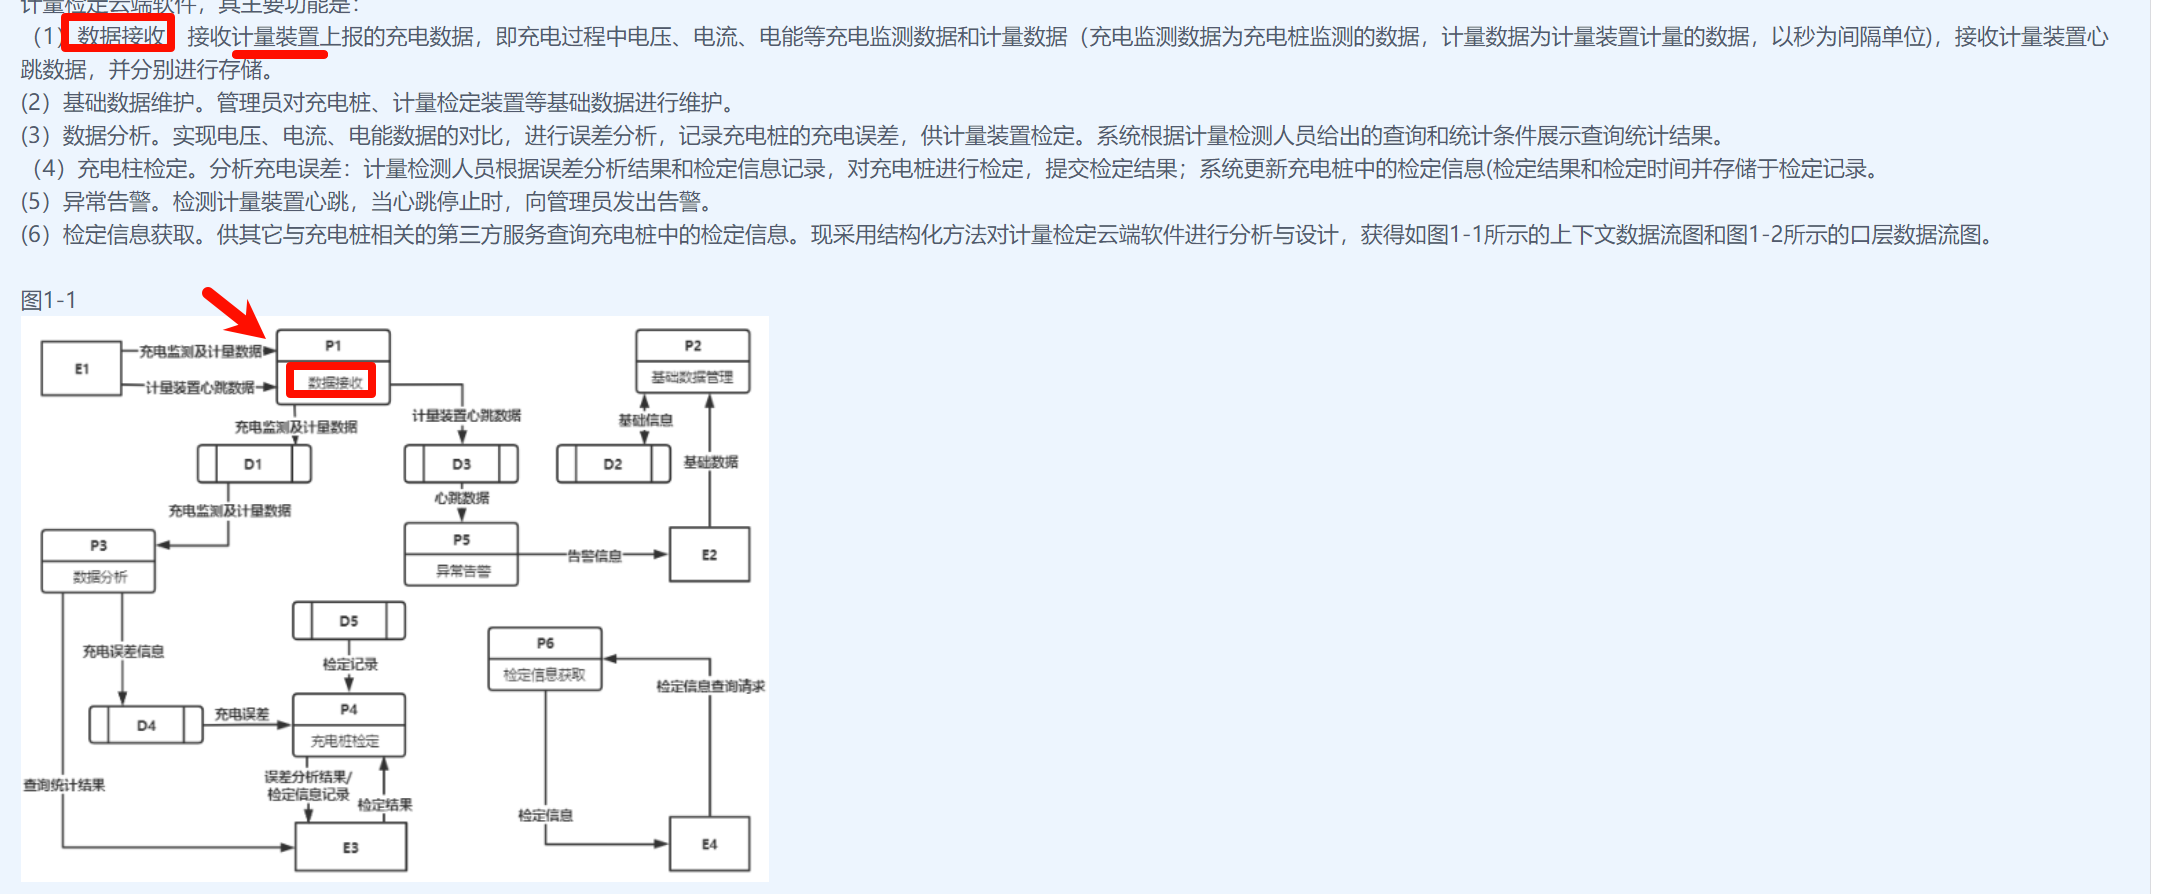 计量检定云端软件，其主要功能是：
（1）数据接收。接收计量装置上报的充电数据，即充电过程中电压、电流、电能等充电监测数据和计量数据（充电监测数据为充电桩监测的数据，计量数据为计量装置计量的数据，以秒为间隔单位)，接收计量装置心
跳数据，并分别进行存储。
(2）基础数据维护。管理员对充电桩、计量检定装置等基础数据进行维护。
(3）数据分析。实现电压、电流、电能数据的对比，进行误差分析，记录充电桩的充电误差，供计量装置检定。系统根据计量检测人员给出的查询和统计条件展示查询统计结果。
（4）充电柱检定。分析充电误差：计量检测人员根据误差分析结果和检定信息记录，对充电桩进行检定，提交检定结果；系统更新充电桩中的检定信息(检定结果和检定时间并存储于检定记录。
(5）异常告警。检测计量装置心跳，当心跳停止时，向管理员发出告警。
(6）检定信息获取。供其它与充电桩相关的第三方服务查询充电桩中的检定信息。现采用结构化方法对计量检定云端软件进行分析与设计，获得如图1-1所示的上下文数据流图和图1-2所示的口层数据流图。
图1-1
E1
充电监测及计量数据
计量装置心跳数据
P1
数据接收
P2
基础数据管理
充电监测及计量数据
计量装置心跳数据
基础信息
基础数据
D1
D3
D2
充电监测及计量数据
心跳数据
P3
数据分析
P5
异常告警
告警信息
E2
D5
检定记录
P6
检定信息获取
检定信息查询请求
充电误差信息
D4
充电误差
P4
充电桩检定
查询统计结果
误差分析结果/
检定信息记录
检定结果
检定信息
E3
E4